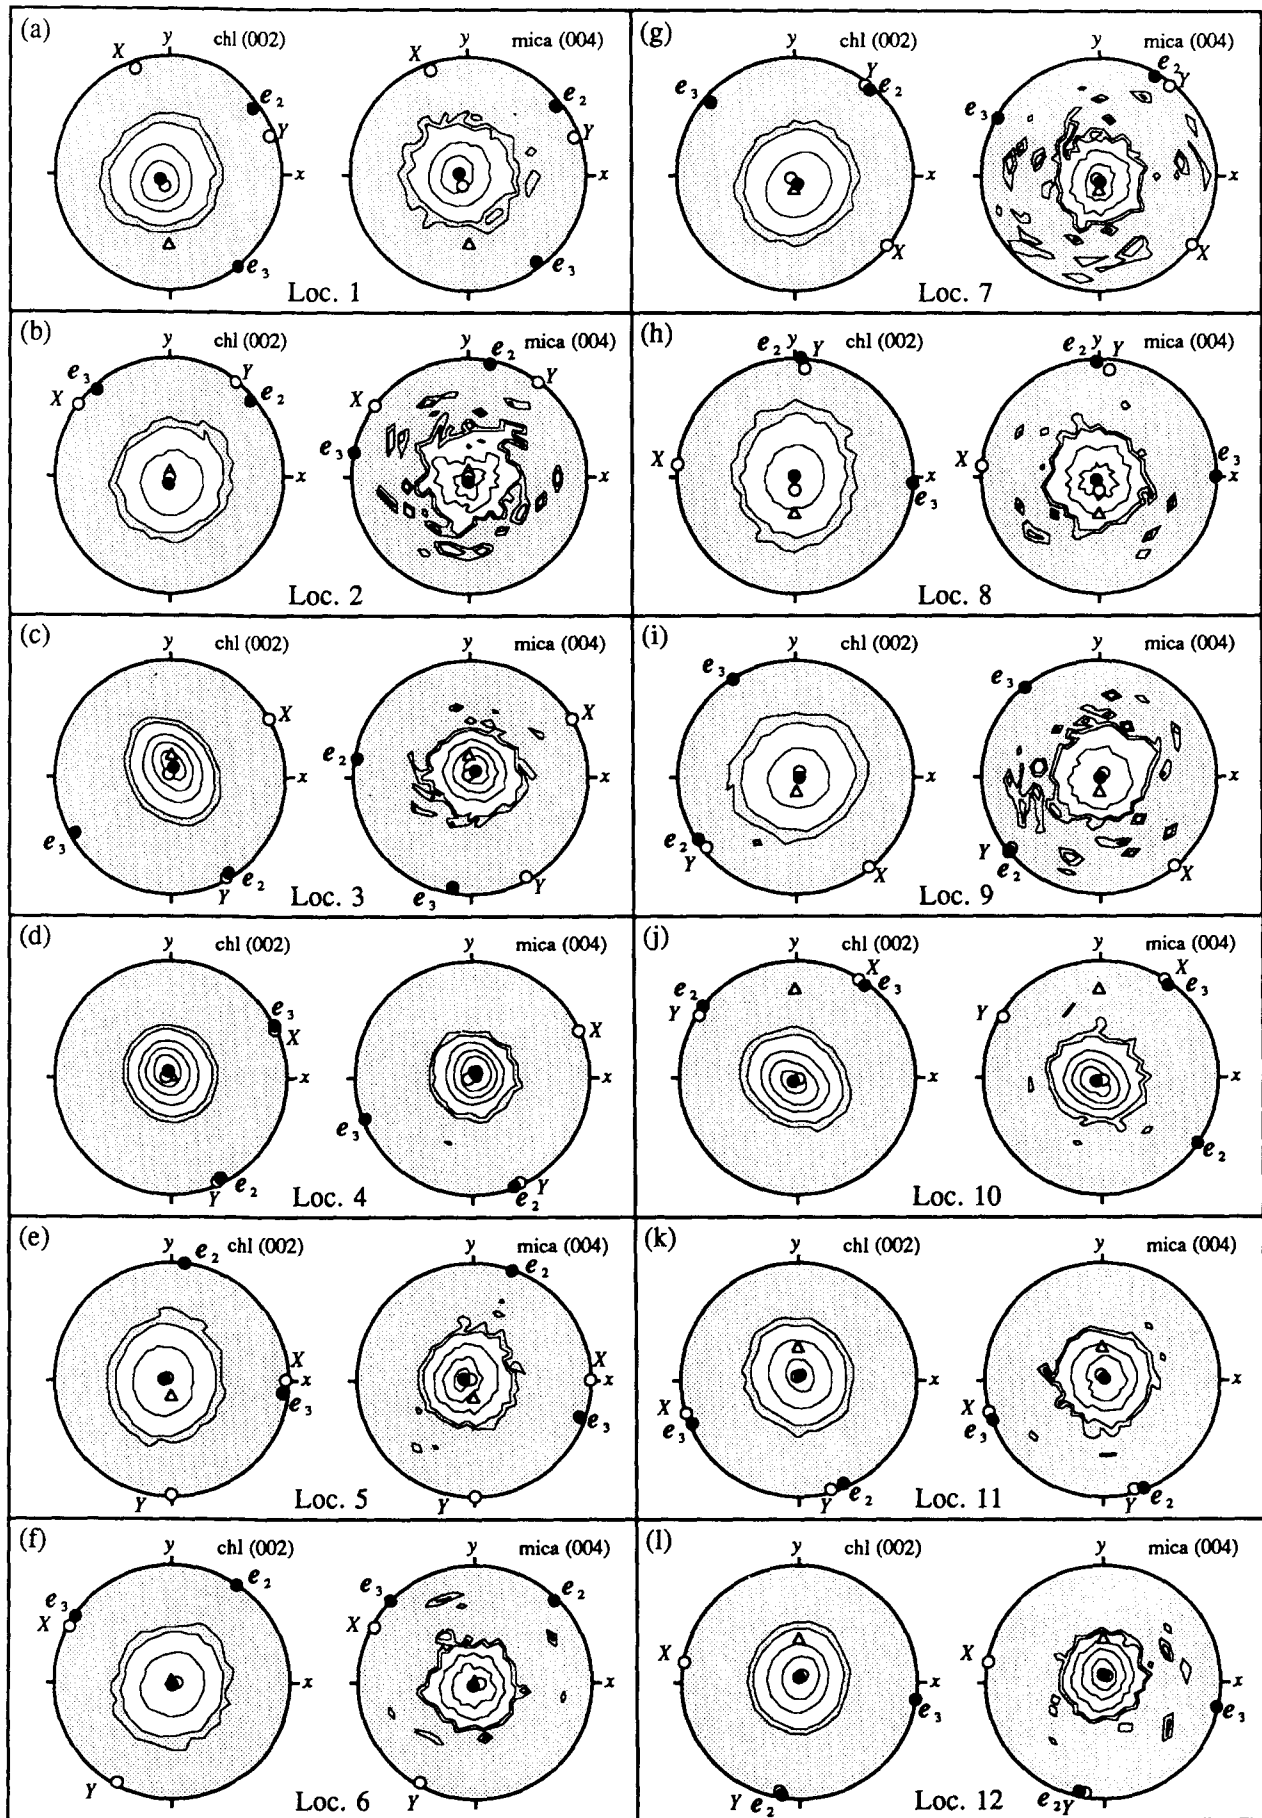 (a) y chl (002) y mica (004)
X X
e₂ e₂
Y Y
x x
e₃ e₃
Loc. 1
(b) y chl (002) y mica (004)
e₃ Y e₂ Y
X e₂ X
e₃
x x
Loc. 2
(c) y chl (002) y mica (004)
X X
e₂
x x
e₃
e₂ Y
Y e₃
Loc. 3
(d) y chl (002) y mica (004)
e₃
X X
x x
e₃
e₂ Y
Y e₂
Loc. 4
(e) y chl (002) y mica (004)
e₂ e₂
X X
x x
e₃ e₃
Y Y
Loc. 5
(f) y chl (002) y mica (004)
e₃ e₂ e₃ e₂
X X
x x
Y Y
Loc. 6
(g) y chl (002) y mica (004)
Y e₂ Y
e₃ e₂ e₃
x x
X X
Loc. 7
(h) y chl (002) y mica (004)
e₂ Y e₂ Y
X X e₃
x x
e₃
Loc. 8
(i) y chl (002) y mica (004)
e₃ e₃
x x
e₂ Y
Y e₂
X X
Loc. 9
(j) y chl (002) y mica (004)
X X
e₂ e₃ e₃
Y Y
x x
e₂
Loc. 10
(k) y chl (002) y mica (004)
x x
X X
e₃ e₃
e₂ e₂
Y Y
Loc. 11
(l) y chl (002) y mica (004)
X X
x x
e₃ e₃
Y e₂ e₂ Y
Loc. 12